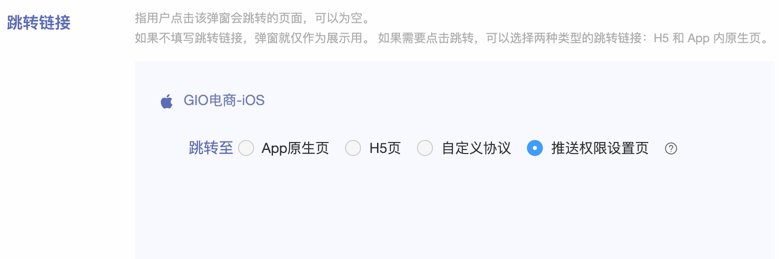 跳转链接
指用户点击该弹窗会跳转的页面，可以为空。
如果不填写跳转链接，弹窗就仅作为展示用。 如果需要点击跳转，可以选择两种类型的跳转链接：H5 和 App 内原生页。
GIO电商-iOS
跳转至 App原生页 H5页 自定义协议 推送权限设置页 ?